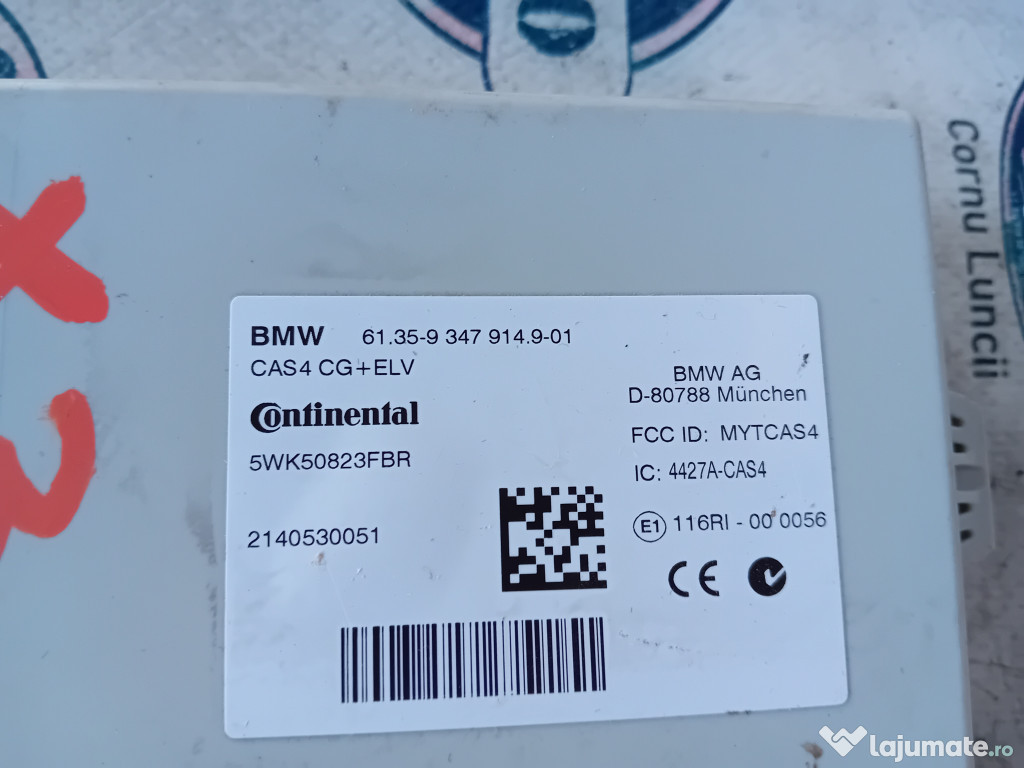 BMW 61.35-9 347 914.9-01
CAS4 CG+ELV
Continental
5WK50823FBR
2140530051
BMW AG
D-80788 München
FCC ID: MYTCAS4
IC: 4427A-CAS4
E1 116RI - 00 0056
CE
Cornu Luncii
lajumate.ro